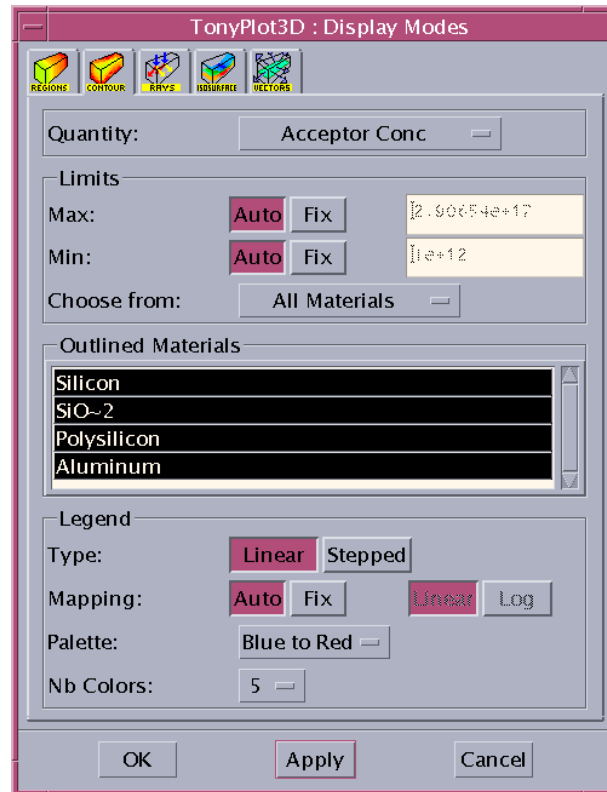 TonyPlot3D : Display Modes
REGIONS CONTOUR RAYS ISOSURFACE VECTORS
Quantity: Acceptor Conc
Limits
Max: Auto Fix 2.90654e+17
Min: Auto Fix 1e+12
Choose from: All Materials
Outlined Materials
Silicon
SiO~2
Polysilicon
Aluminum
Legend
Type: Linear Stepped
Mapping: Auto Fix Linear Log
Palette: Blue to Red
Nb Colors: 5
OK Apply Cancel